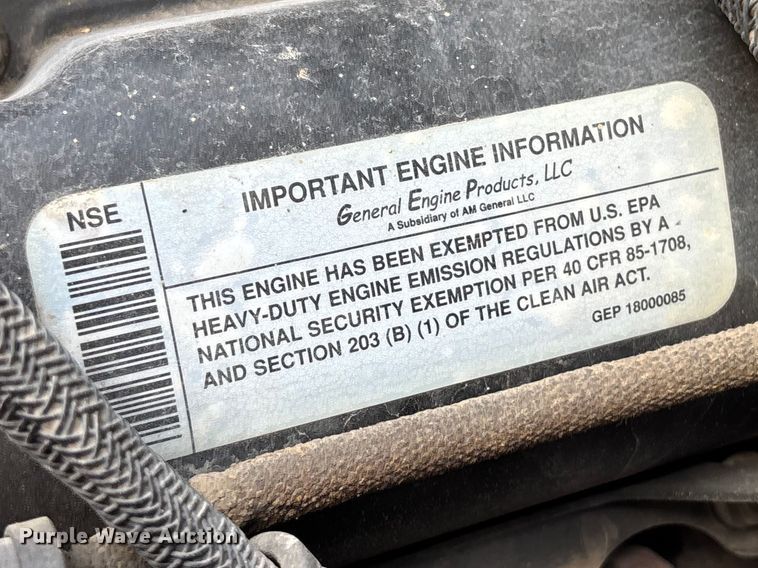 NSE
IMPORTANT ENGINE INFORMATION
General Engine Products, LLC
A Subsidiary of AM General LLC
THIS ENGINE HAS BEEN EXEMPTED FROM U.S. EPA
HEAVY-DUTY ENGINE EMISSION REGULATIONS BY A
NATIONAL SECURITY EXEMPTION PER 40 CFR 85-1708,
AND SECTION 203 (B) (1) OF THE CLEAN AIR ACT.
GEP 18000085
Purple Wave Auction